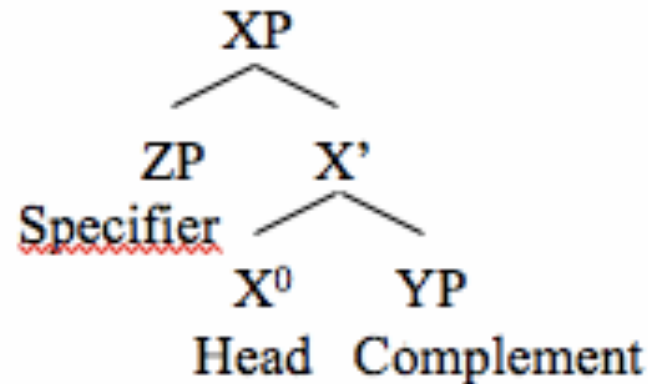 XP
ZP X’
Specifier
X⁰ YP
Head Complement